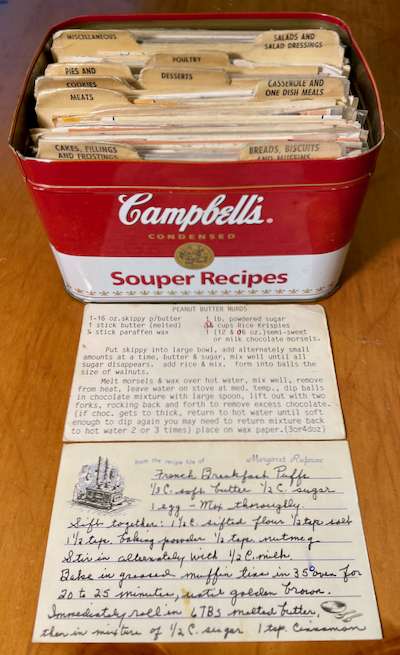 MISCELLANEOUS
SALADS AND
SALAD DRESSINGS
POULTRY
PIES AND
DESSERTS
COOKIES
CASSEROLE AND
ONE DISH MEALS
MEATS
CAKES, FILLINGS
AND FROSTINGS
BREADS, BISCUITS
AND MUFFINS
Campbell's.
CONDENSED
Souper Recipes
PEANUT BUTTER NURDS
1-16 oz.skippy p/butter
1 lb. powdered sugar
1 stick butter (melted)
cups Rice Krispies
stick paraffen wax
1 (12 & 6 oz.)semi-sweet
or milk chocolate morsels.
Put skippy into large bowl, add alternately small
amounts at a time, butter & sugar, mix well until all
sugar disappears. add rice & mix. form into balls the
size of walnuts.
Melt morsels & wax over hot water, mix well, remove
from heat, leave water on stove at med. temp., dip balls
in chocolate mixture with large spoon, lift out with two
forks, rocking back and forth to remove excess chocolate.
(if choc. gets to thick, return to hot water until soft
enough to dip again you may need to return mixture back
to hot water 2 or 3 times) place on wax paper.(3or4doz)
from the recipe file of
Margaret
French Breakfast Puffs
1/3 C. soft butter 1/2 C. sugar
1 egg - Mix thoroughly.
Sift together: 1 1/2 C. sifted flour 1/2 tsp salt
1 1/2 tsp baking powder 1/4 tsp nutmeg
Stir in alternately with 1/2 C. milk
Bake in greased muffin tins in 35° oven for
20 to 25 minutes, until golden brown.
Immediately roll in 6 TBS melted butter,
then in mixture of 1/2 C. sugar 1 tsp. Cinnamon